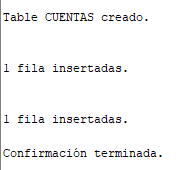 Table CUENTAS creado.
1 fila insertadas.
1 fila insertadas.
Confirmación terminada.